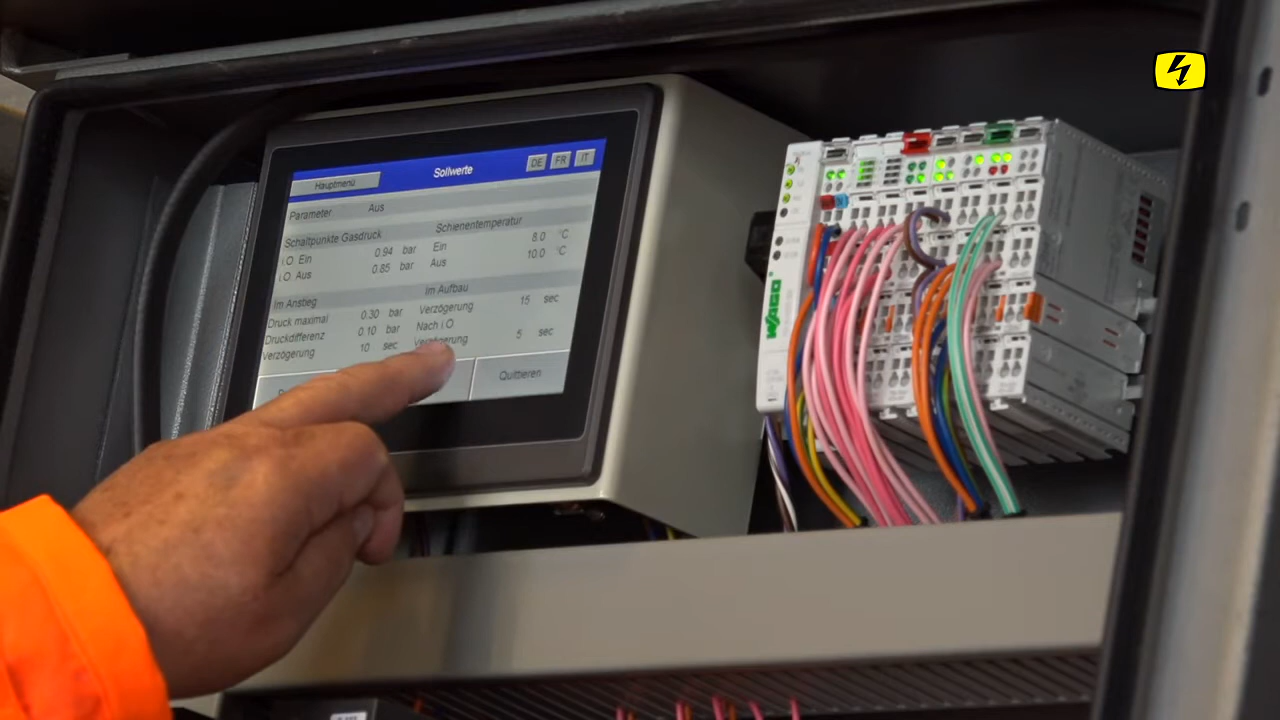 Hauptmenü Sollwerte DE FR IT
Parameter Aus
Schaltpunkte Gasdruck Schienentemperatur
i.O Ein 0.94 bar Ein 8.0 °C
i.O Aus 0.85 bar Aus 10.0 °C
Im Anstieg Im Aufbau
Druck maximal 0.30 bar Verzögerung 15 sec
Druckdifferenz 0.10 bar Nach i.O
Verzögerung 10 sec Verzögerung 5 sec
Quittieren
WAGO